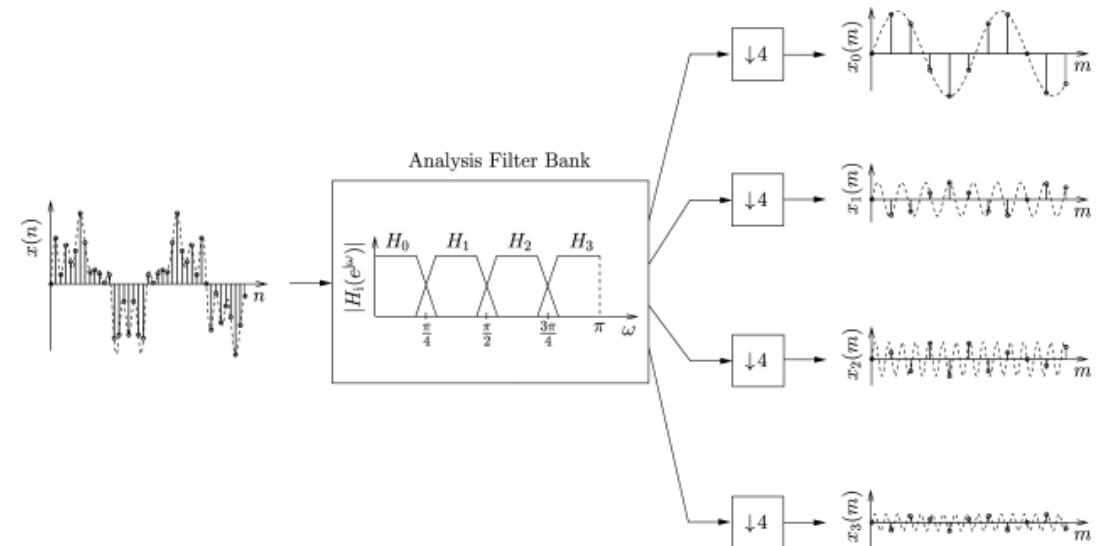 Analysis Filter Bank
x(n)
n
|H_i(e^{jω})|
H_0 H_1 H_2 H_3
π/4 π/2 3π/4 π ω
↓4
x_0(m)
m
↓4
x_1(m)
m
↓4
x_2(m)
m
↓4
x_3(m)
m